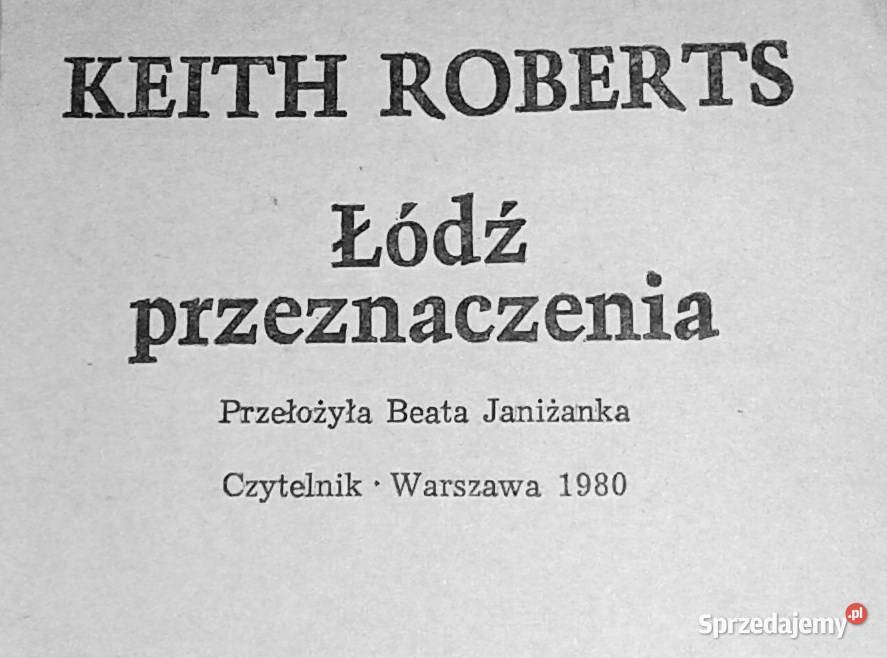 KEITH ROBERTS
Łódź
przeznaczenia
Przełożyła Beata Janiżanka
Czytelnik · Warszawa 1980
Sprzedajemy.pl